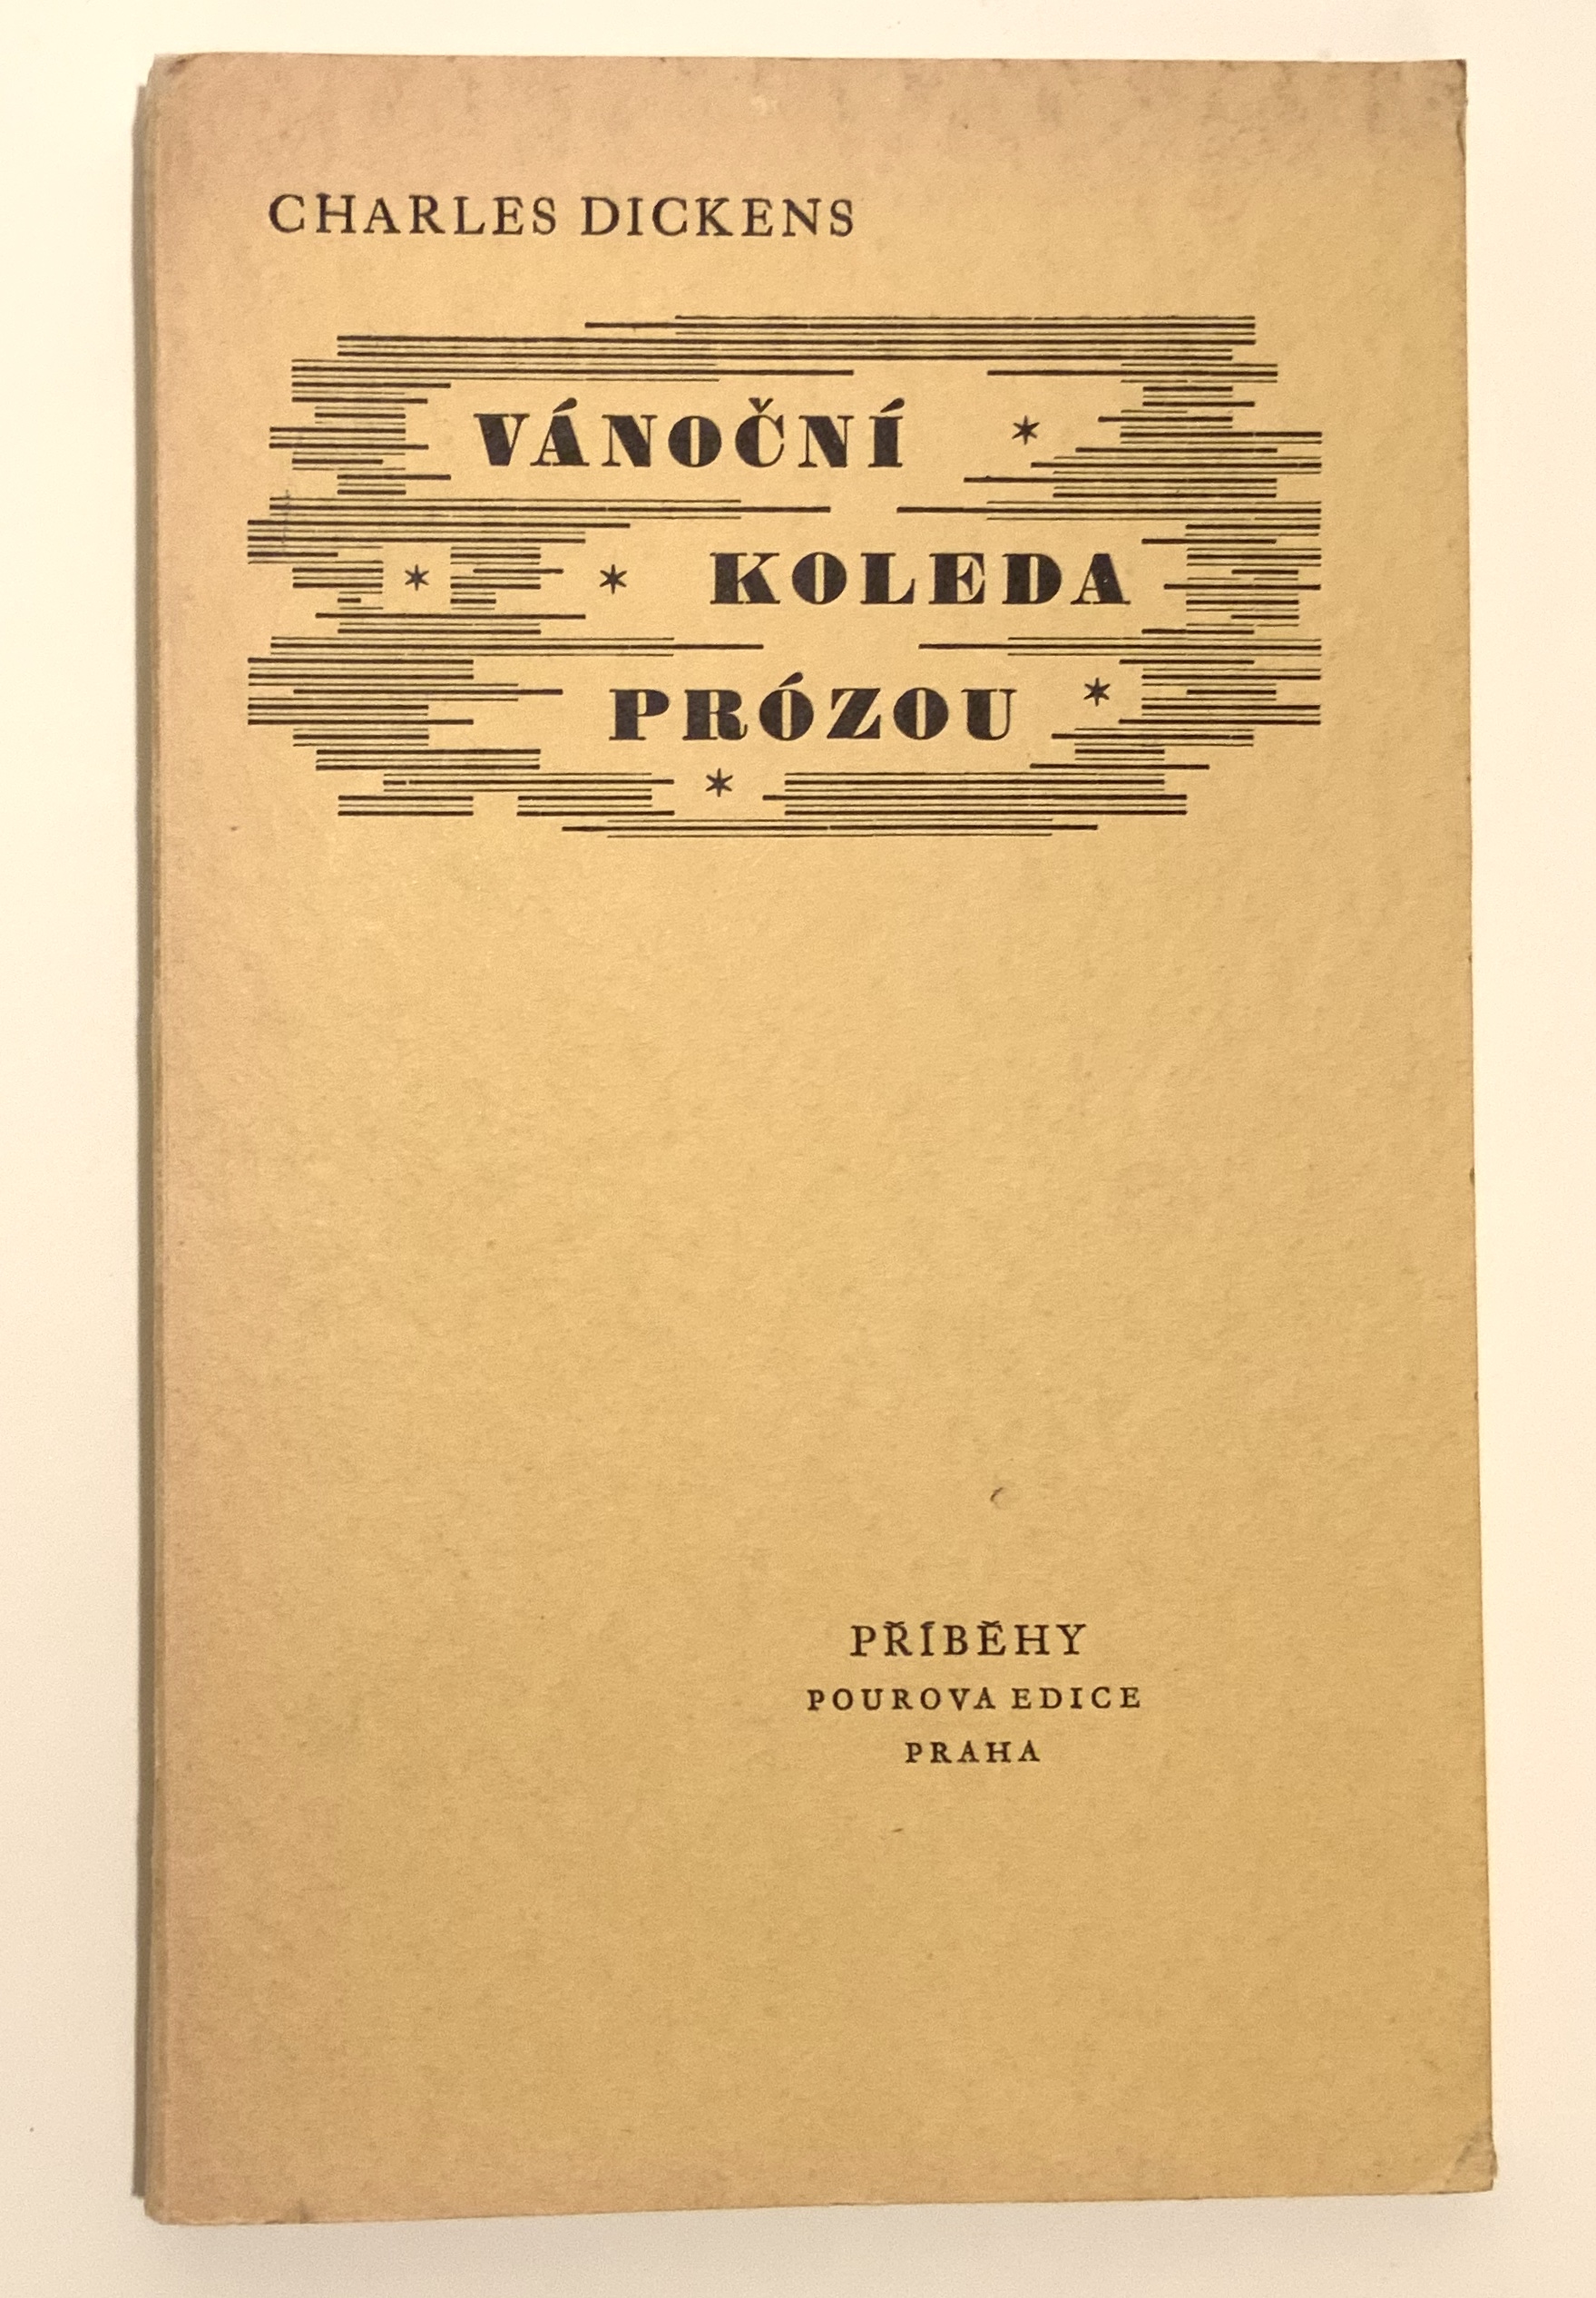 CHARLES DICKENS
VÁNOČNÍ
KOLEDA
PRÓZOU
PŘÍBĚHY
POUROVA EDICE
PRAHA